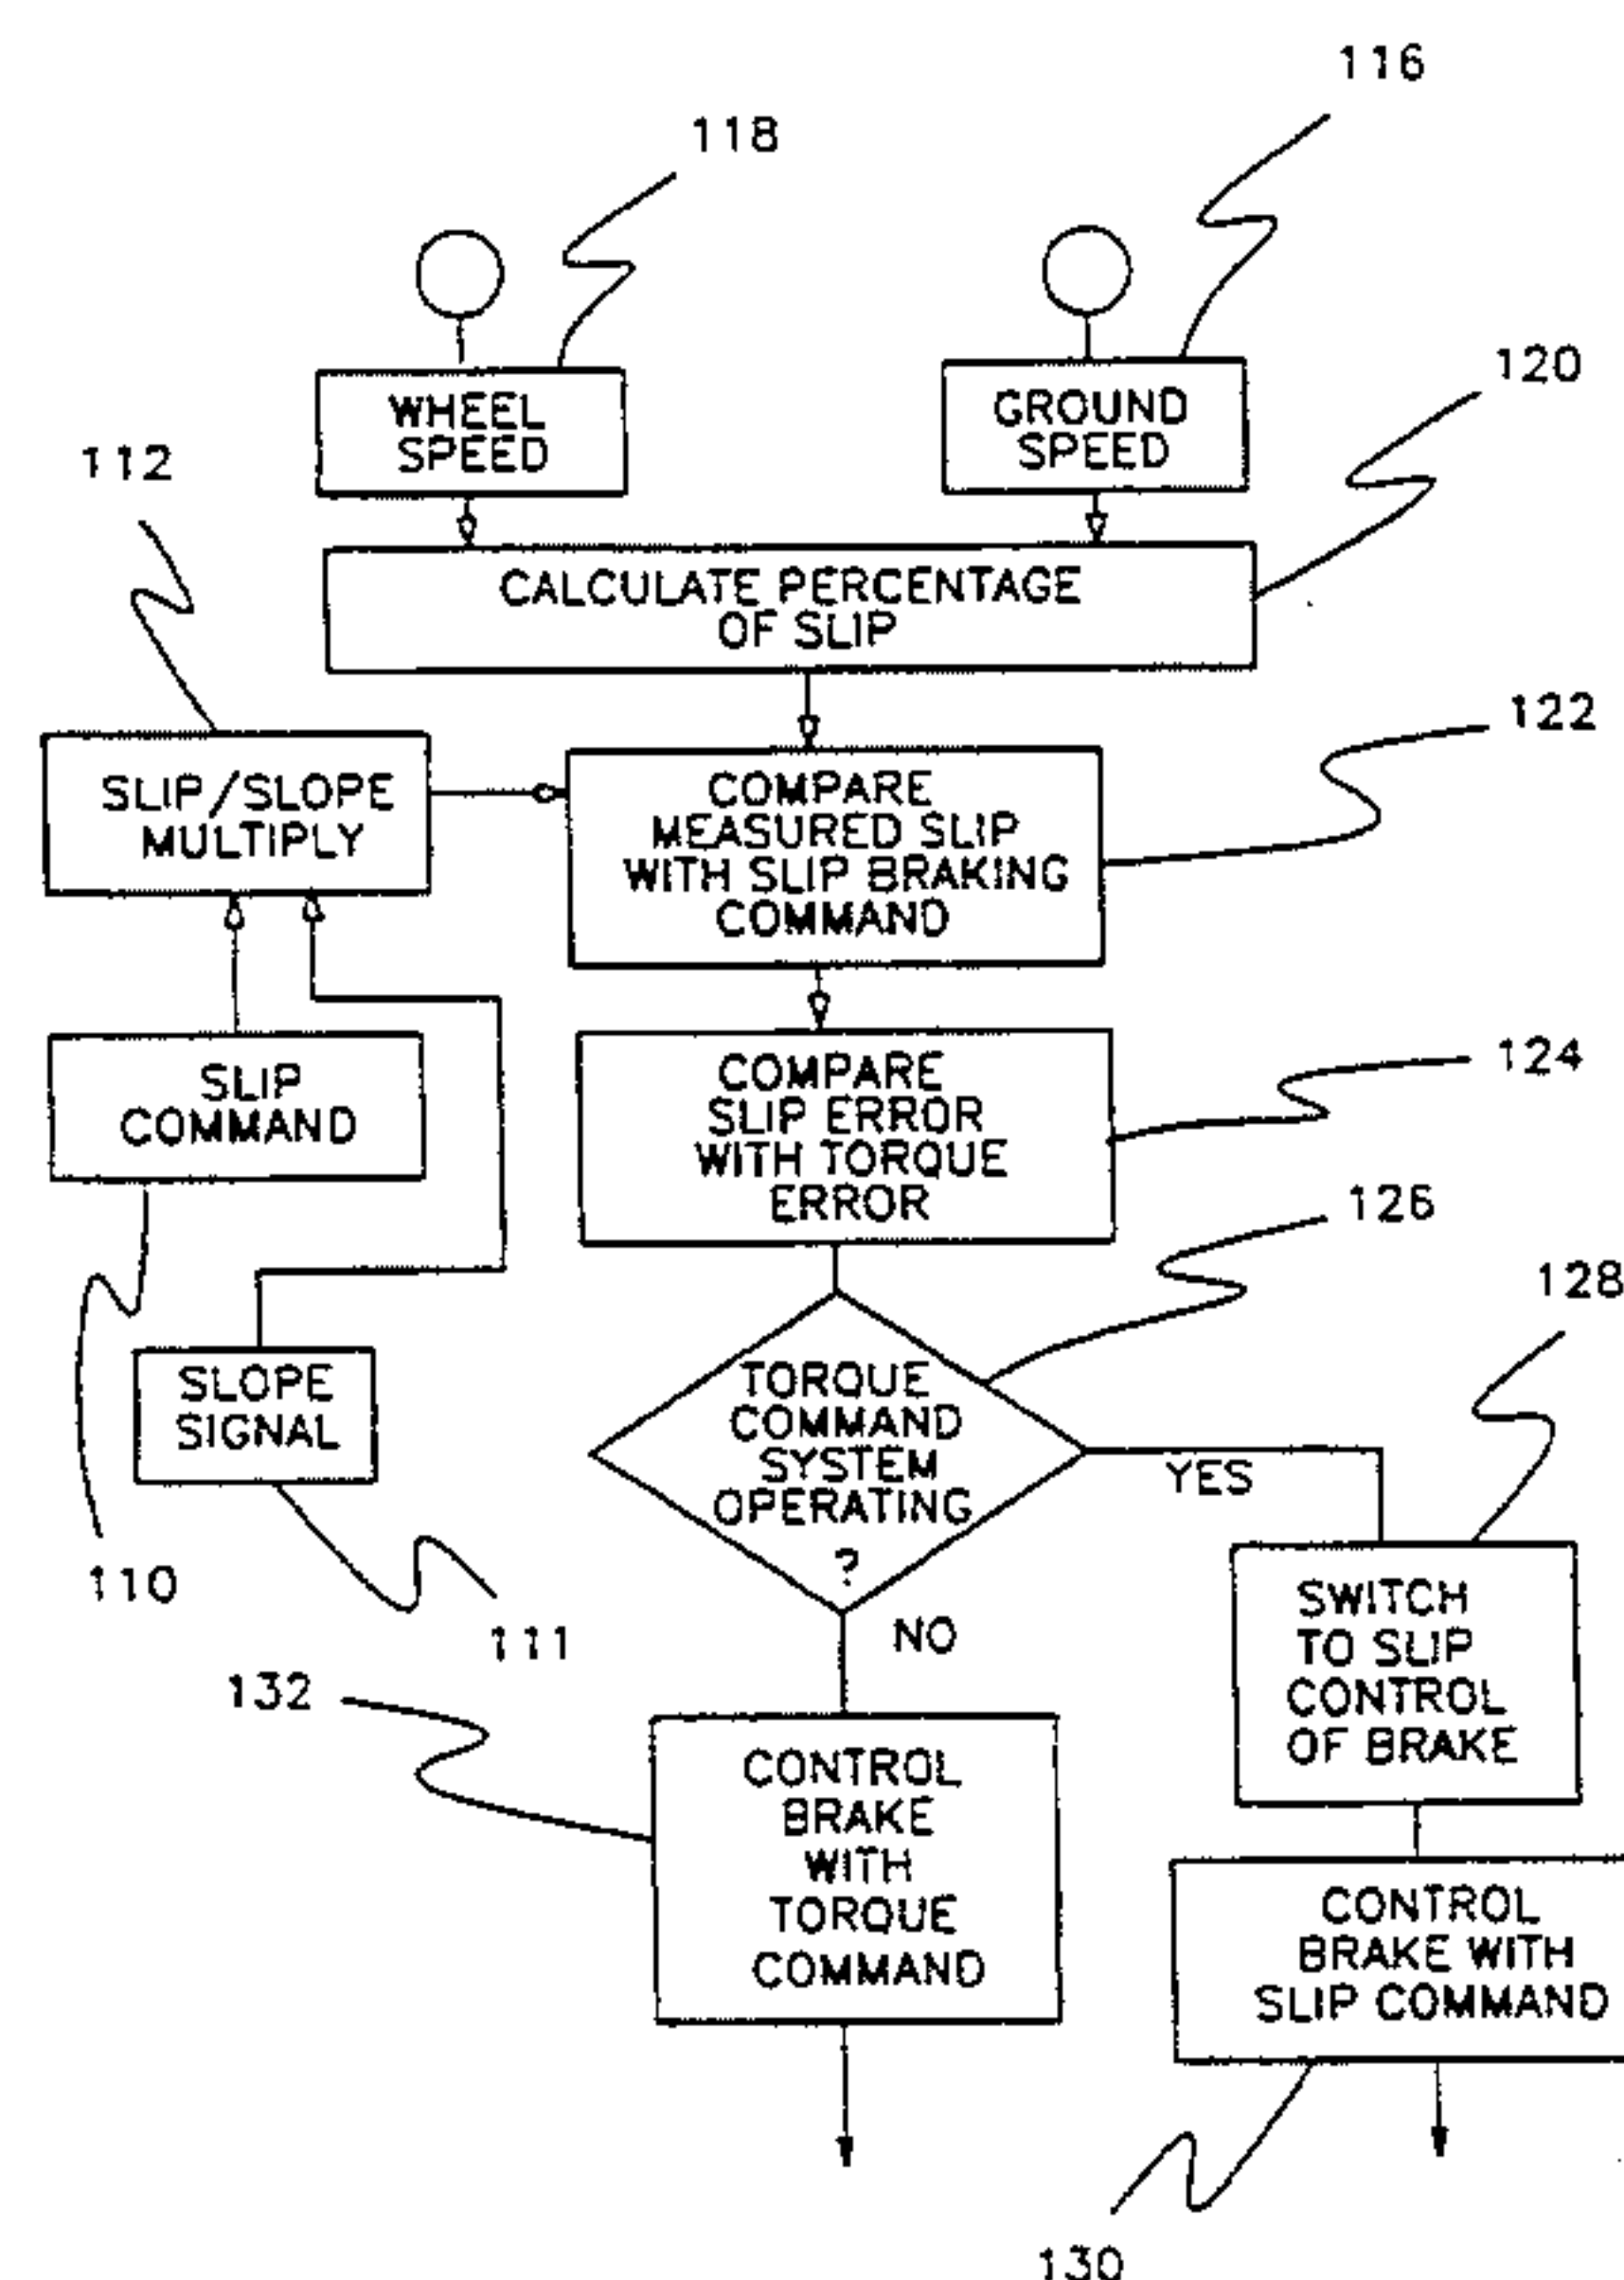 116
118
WHEEL
SPEED
GROUND
SPEED
120
112
CALCULATE PERCENTAGE
OF SLIP
122
SLIP/SLOPE
MULTIPLY
COMPARE
MEASURED SLIP
WITH SLIP BRAKING
COMMAND
SLIP
COMMAND
COMPARE
SLIP ERROR
WITH TORQUE
ERROR
124
126
128
SLOPE
SIGNAL
TORQUE
COMMAND
SYSTEM
OPERATING
?
YES
NO
110
111
132
SWITCH
TO SLIP
CONTROL
OF BRAKE
CONTROL
BRAKE
WITH
TORQUE
COMMAND
CONTROL
BRAKE WITH
SLIP COMMAND
130